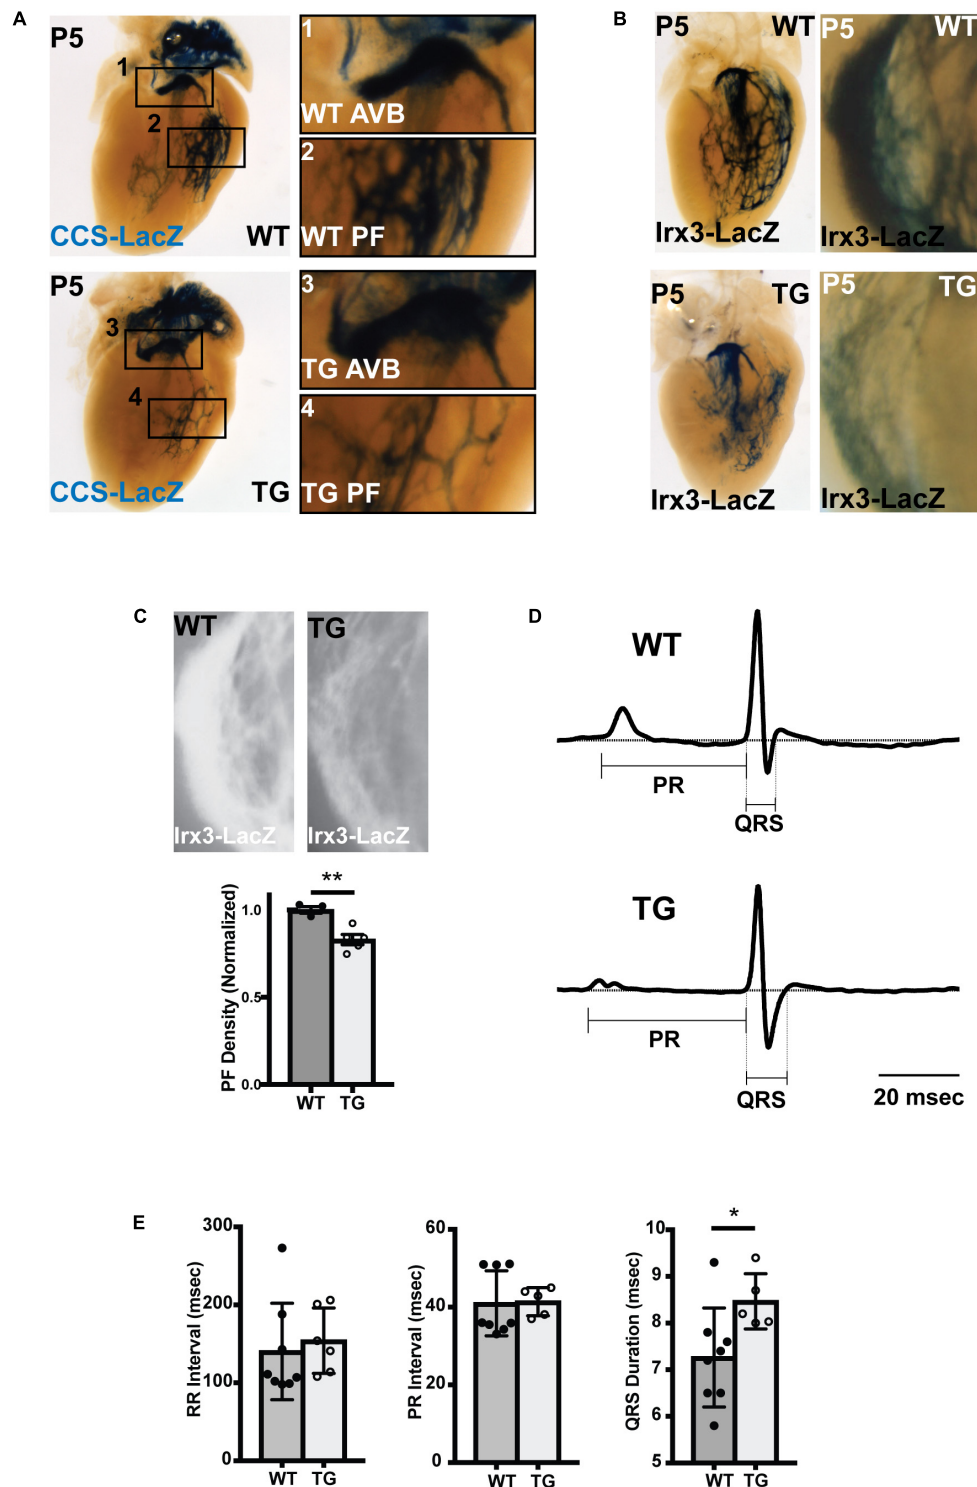 A
P5
1
2
CCS-LacZ
WT
1
WT AVB
2
WT PF
P5
3
4
CCS-LacZ
TG
3
TG AVB
4
TG PF
B
P5
WT
Irx3-LacZ
P5
WT
Irx3-LacZ
P5
TG
Irx3-LacZ
P5
TG
Irx3-LacZ
C
WT
Irx3-LacZ
TG
Irx3-LacZ
**
PF Density (Normalized)
1.0
0.5
0.0
WT
TG
D
WT
PR
QRS
TG
PR
QRS
20 msec
E
RR Interval (msec)
300
200
100
0
WT
TG
PR Interval (msec)
60
40
20
0
WT
TG
*
QRS Duration (msec)
10
9
8
7
6
5
WT
TG